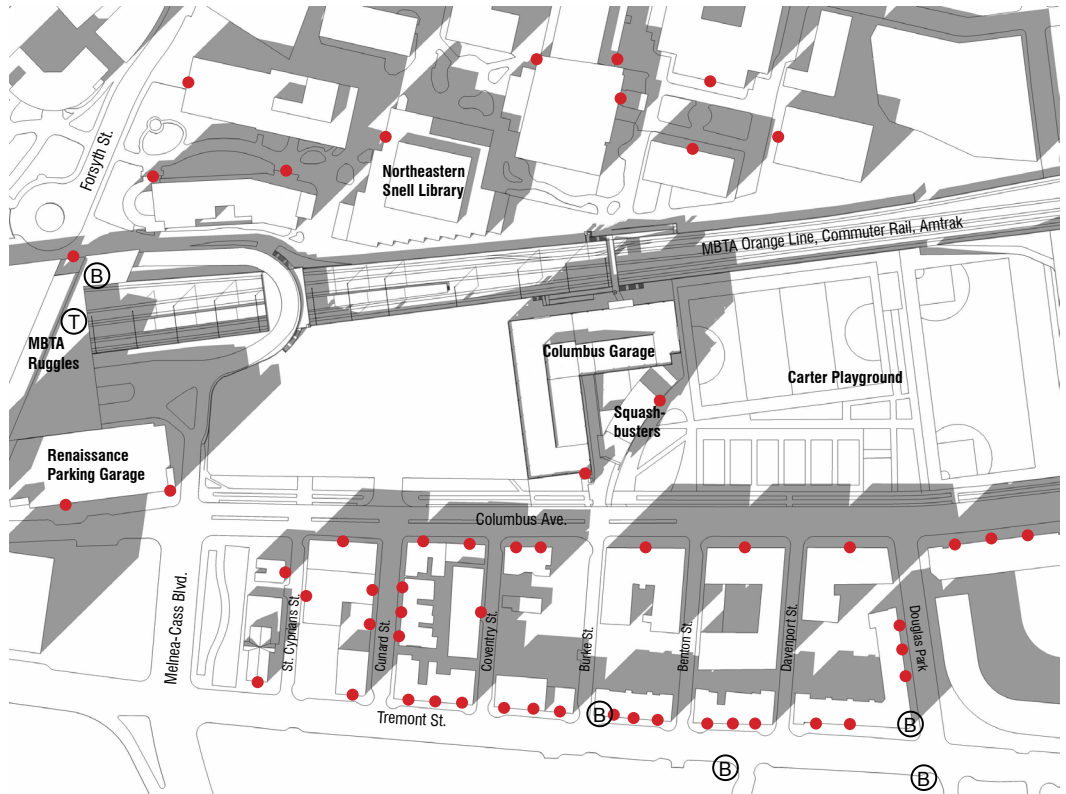 Forsyth St.
Northeastern
Snell Library
MBTA Orange Line, Commuter Rail, Amtrak
B
T
MBTA
Ruggles
Columbus Garage
Carter Playground
Squash-
busters
Renaissance
Parking Garage
Columbus Ave.
Melnea-Cass Blvd.
St. Cyprians St.
Cunard St.
Coventry St.
Burke St.
Benton St.
Davenport St.
Douglas Park
Tremont St.
B
B
B
B